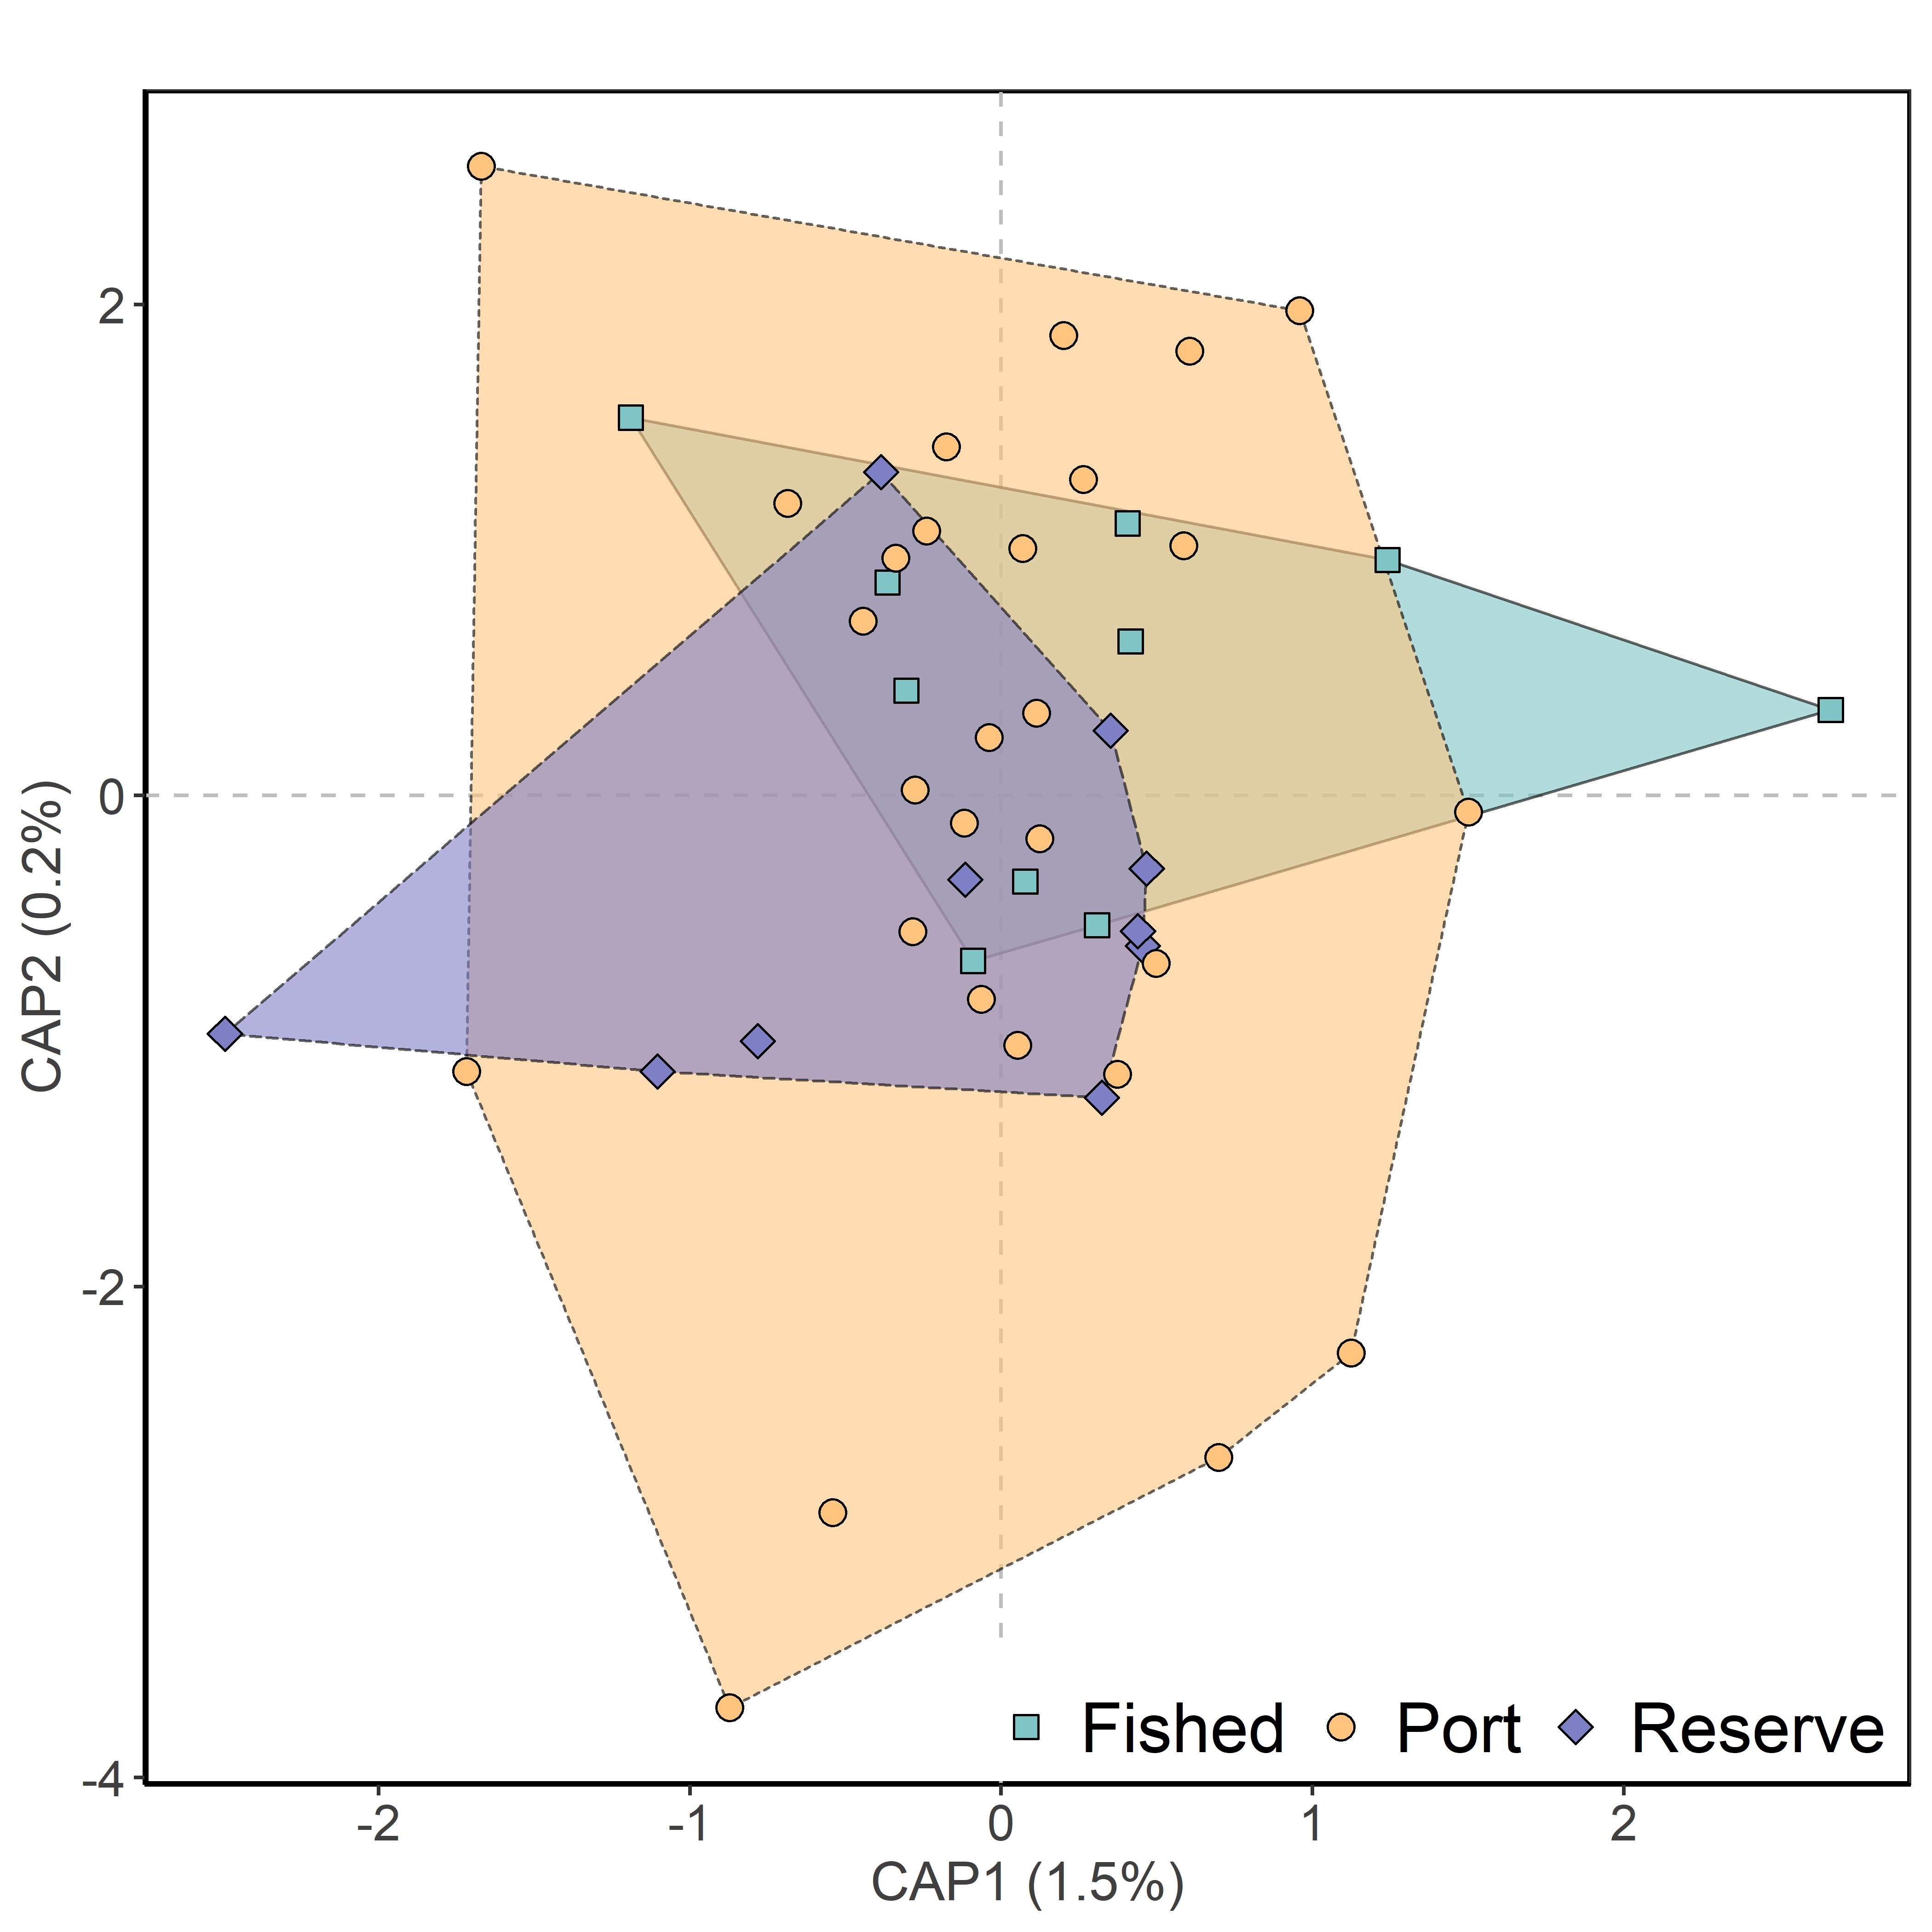 CAP2 (0.2%)
2
0
-2
-4
Fished Port Reserve
-2 -1 0 1 2
CAP1 (1.5%)